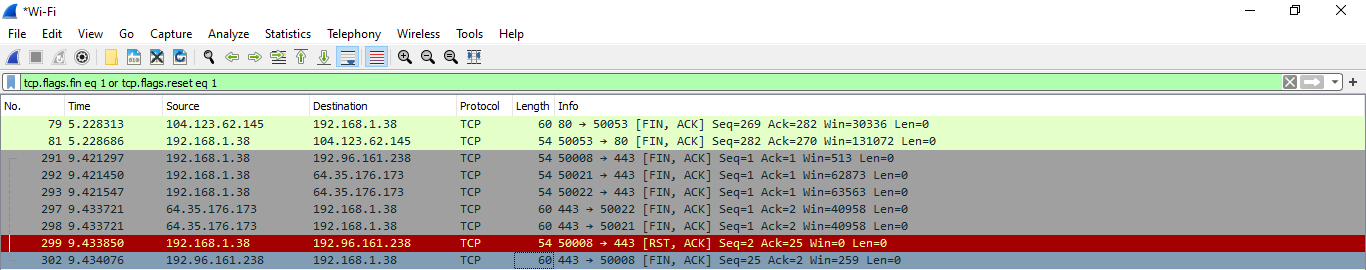 *Wi-Fi
File Edit View Go Capture Analyze Statistics Telephony Wireless Tools Help
tcp.flags.fin eq 1 or tcp.flags.reset eq 1
No. Time Source Destination Protocol Length Info
79 5.228313 104.123.62.145 192.168.1.38 TCP 60 80 → 50053 [FIN, ACK] Seq=269 Ack=282 Win=30336 Len=0
81 5.228686 192.168.1.38 104.123.62.145 TCP 54 50053 → 80 [FIN, ACK] Seq=282 Ack=270 Win=131072 Len=0
291 9.421297 192.168.1.38 192.96.161.238 TCP 54 50008 → 443 [FIN, ACK] Seq=1 Ack=1 Win=513 Len=0
292 9.421450 192.168.1.38 64.35.176.173 TCP 54 50021 → 443 [FIN, ACK] Seq=1 Ack=1 Win=62873 Len=0
293 9.421547 192.168.1.38 64.35.176.173 TCP 54 50022 → 443 [FIN, ACK] Seq=1 Ack=1 Win=63563 Len=0
297 9.433721 64.35.176.173 192.168.1.38 TCP 60 443 → 50022 [FIN, ACK] Seq=1 Ack=2 Win=40958 Len=0
298 9.433721 64.35.176.173 192.168.1.38 TCP 60 443 → 50021 [FIN, ACK] Seq=1 Ack=2 Win=40958 Len=0
299 9.433850 192.168.1.38 192.96.161.238 TCP 54 50008 → 443 [RST, ACK] Seq=2 Ack=25 Win=0 Len=0
302 9.434076 192.96.161.238 192.168.1.38 TCP 60 443 → 50008 [FIN, ACK] Seq=25 Ack=2 Win=259 Len=0